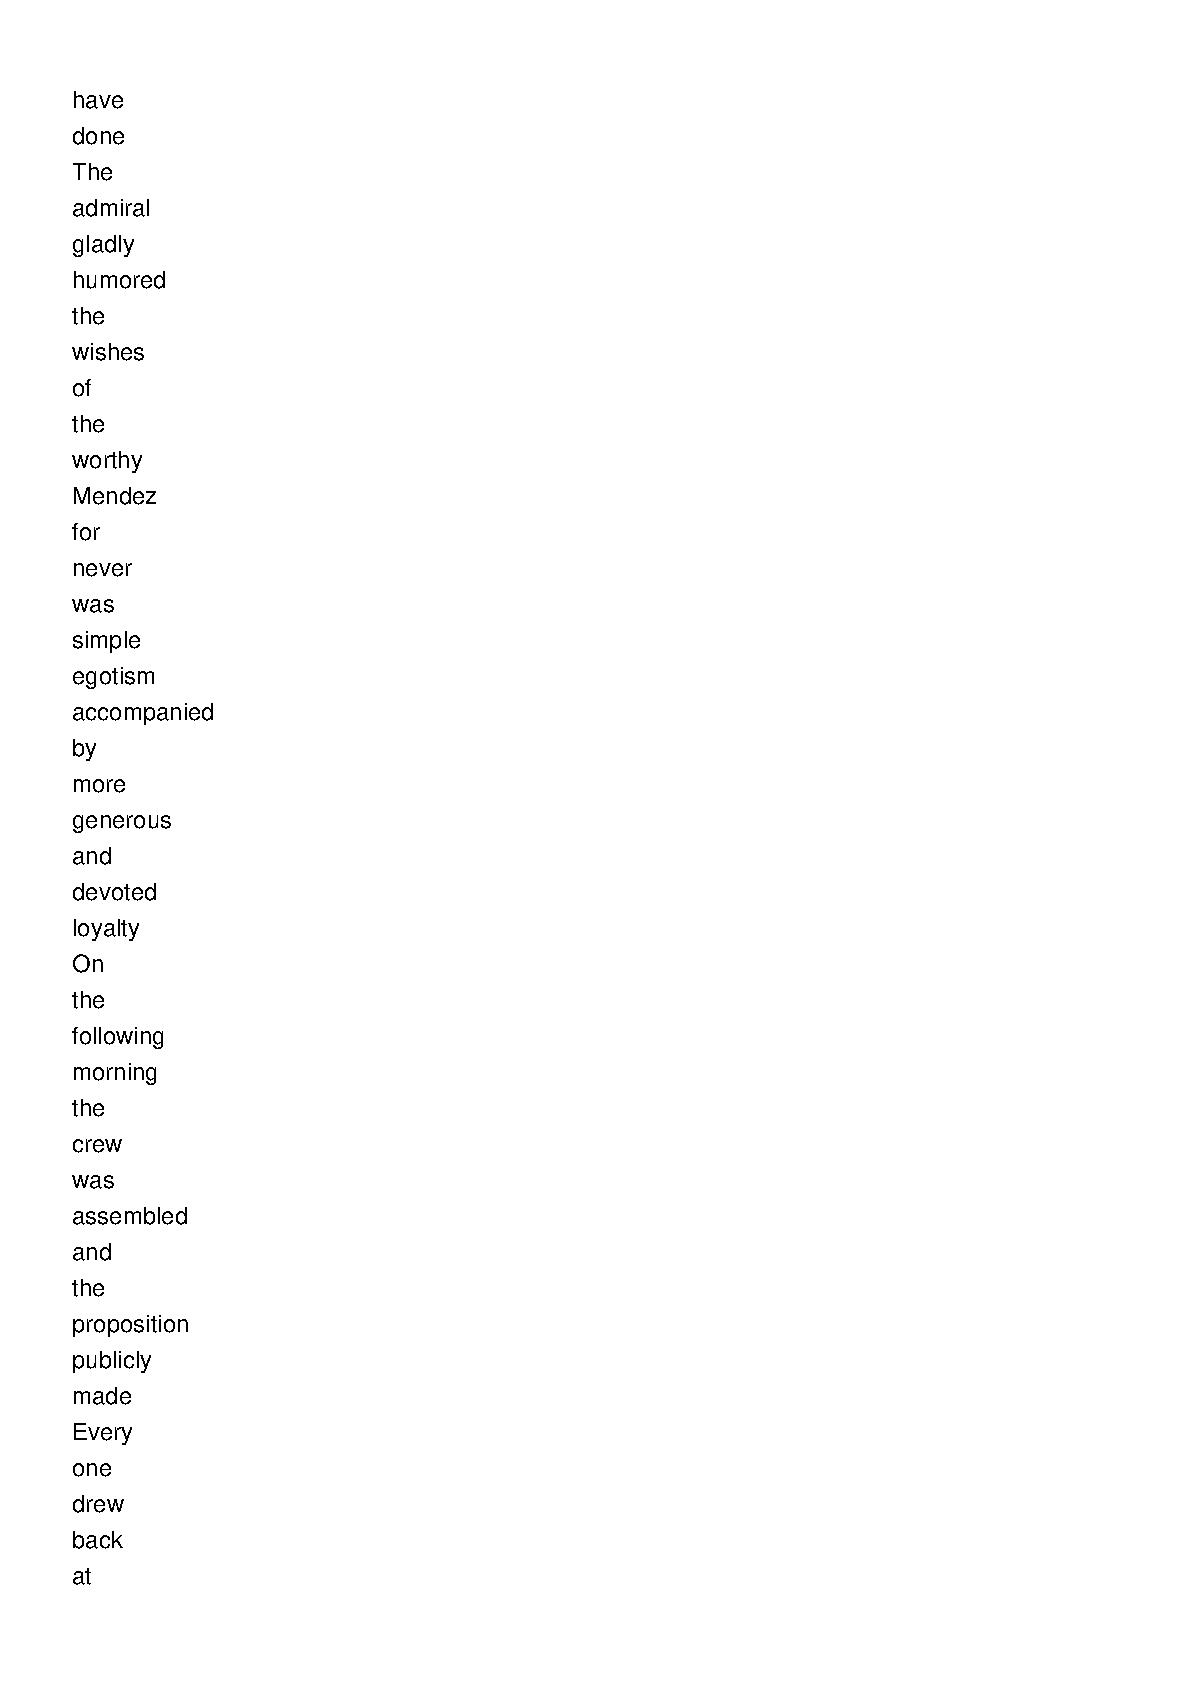 have
done
The
admiral
gladly
humored
the
wishes
of
the
worthy
Mendez
for
never
was
simple
egotism
accompanied
by
more
generous
and
devoted
loyalty
On
the
following
morning
the
crew
was
assembled
and
the
proposition
publicly
made
Every
one
drew
back
at